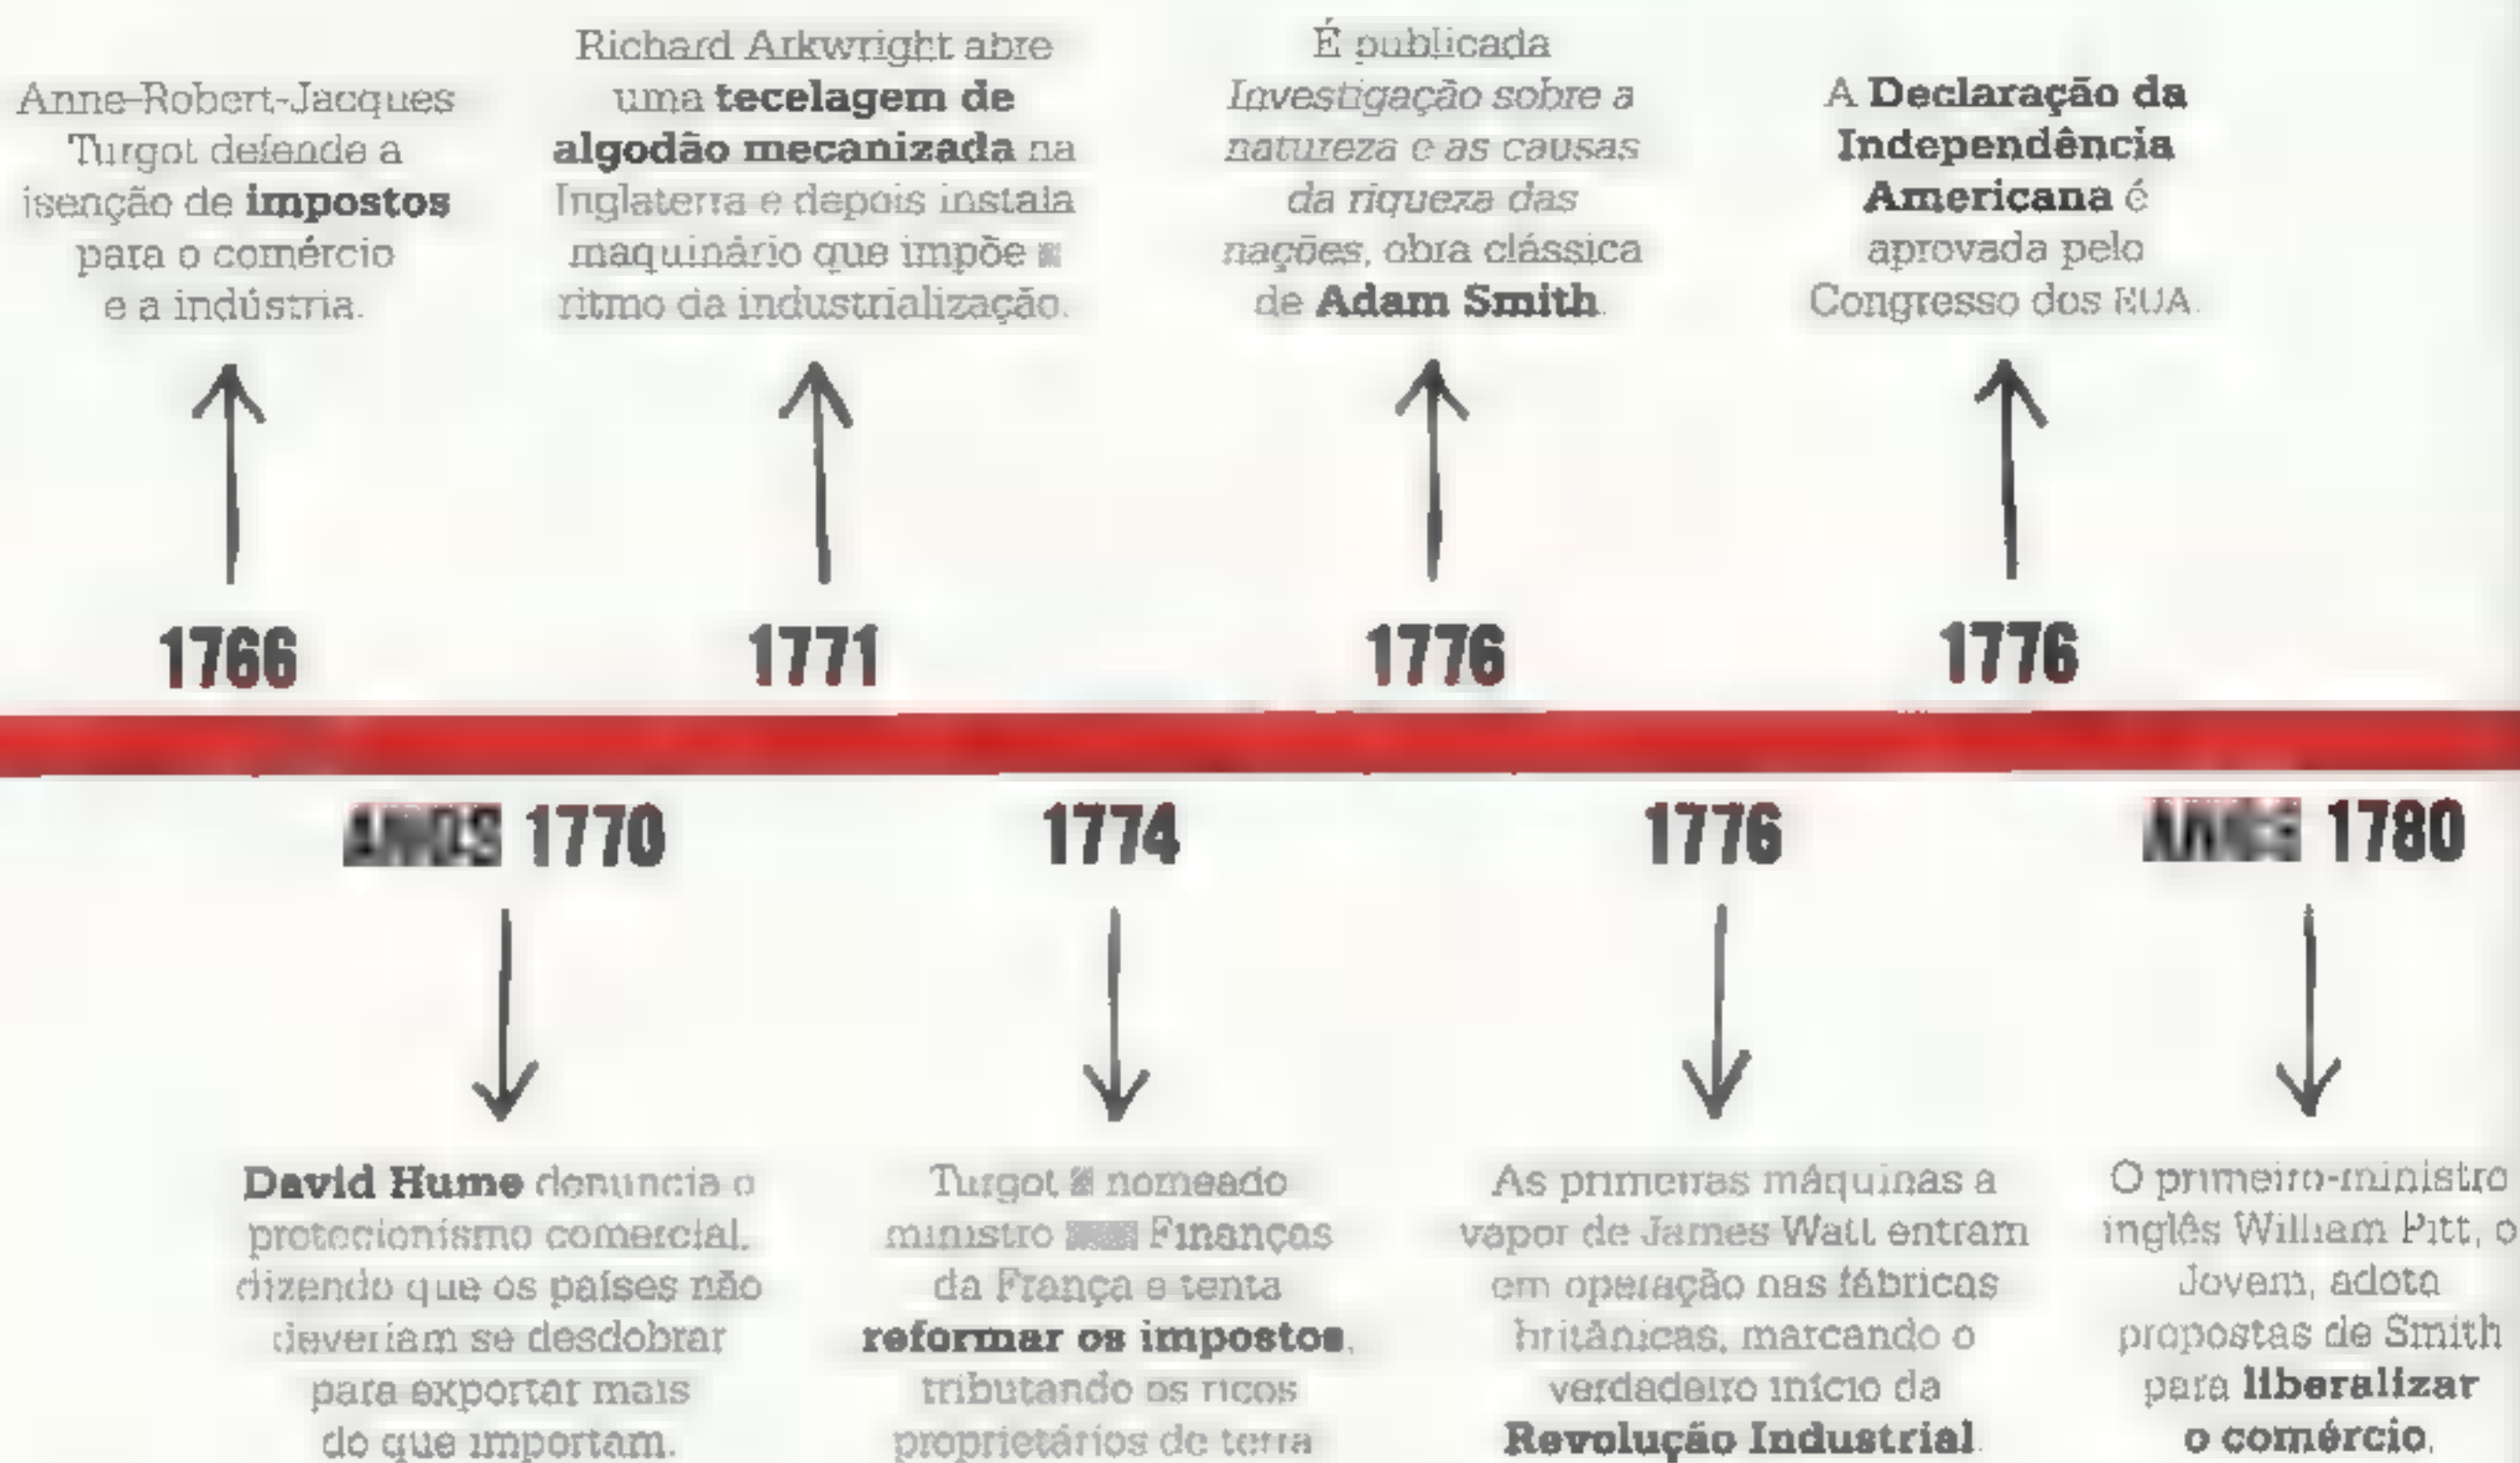 Anne-Robert-Jacques
Turgot defende a
isenção de impostos
para o comércio
e a indústria.
1766
Richard Arkwright abre
uma tecelagem de
algodão mecanizada na
Inglaterra e depois instala
maquinário que impõe
ritmo da industrialização.
1771
É publicada
Investigação sobre a
natureza e as causas
da riqueza das
nações, obra clássica
de Adam Smith.
1776
A Declaração da
Independência
Americana é
aprovada pelo
Congresso dos EUA.
1776
ANOS 1770
David Hume denuncia o
protecionismo comercial,
dizendo que os países não
deveriam se desdobrar
para exportar mais
do que importam.
1774
Turgot nomeado
ministro Finanças
da França e tenta
reformar os impostos,
tributando os ricos
proprietários de terra
1776
As primeiras máquinas a
vapor de James Watt entram
em operação nas fábricas
britânicas, marcando o
verdadeiro início da
Revolução Industrial.
1780
O primeiro-ministro
inglês William Pitt, o
Jovem, adota
propostas de Smith
para liberalizar
o comércio.